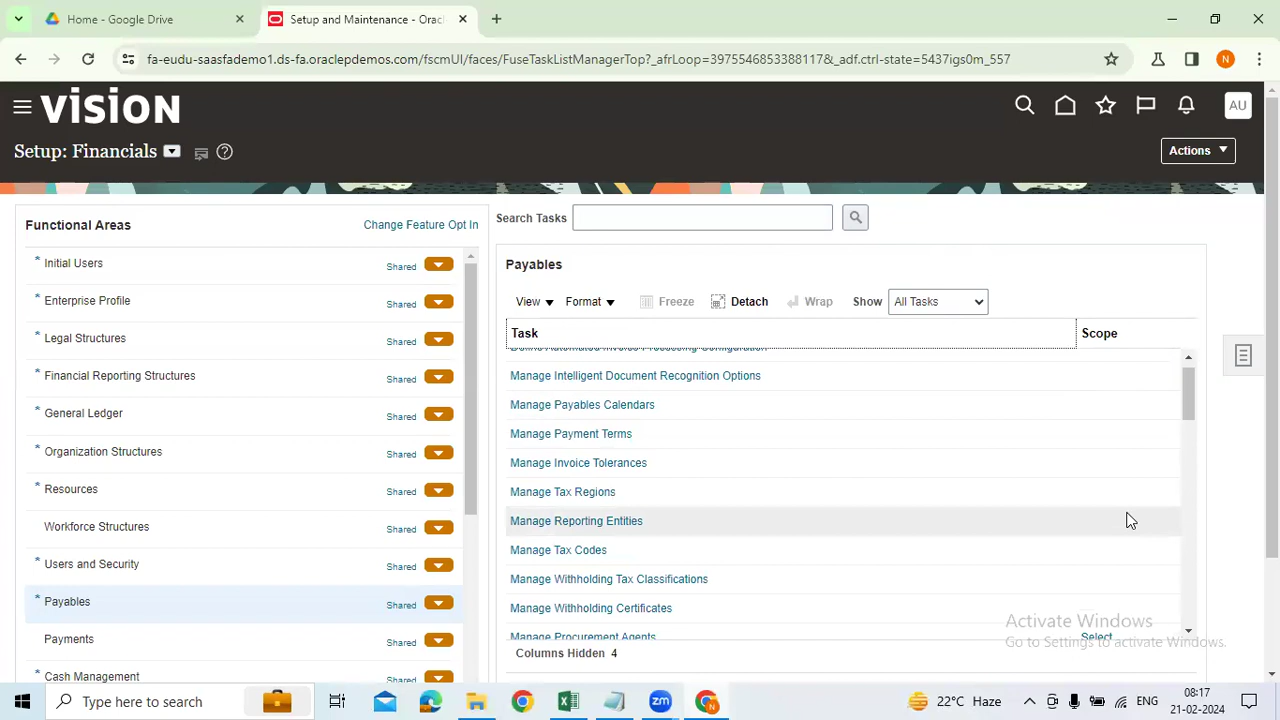 Home - Google Drive
Setup and Maintenance - Orac
fa-eudu-saasfademo1.ds-fa.oraclepdemos.com/fscmUI/faces/FuseTaskListManagerTop?_afrLoop=3975546853388117&_adf.ctrl-state=5437igs0m_557
N
VISION
AU
Setup: Financials
Actions
Functional Areas
Change Feature Opt In
Search Tasks
* Initial Users Shared
* Enterprise Profile Shared
* Legal Structures Shared
* Financial Reporting Structures Shared
* General Ledger Shared
* Organization Structures Shared
* Resources Shared
Workforce Structures Shared
* Users and Security Shared
* Payables Shared
Payments Shared
Cash Management Shared
Payables
View Format Freeze Detach Wrap Show All Tasks
Task Scope
Define Automated Invoice Processing Configuration
Manage Intelligent Document Recognition Options
Manage Payables Calendars
Manage Payment Terms
Manage Invoice Tolerances
Manage Tax Regions
Manage Reporting Entities
Manage Tax Codes
Manage Withholding Tax Classifications
Manage Withholding Certificates
Manage Procurement Agents Select
Columns Hidden 4
Activate Windows
Go to Settings to activate Windows.
Type here to search
zm
N
22°C Haze
ENG
08:17
21-02-2024